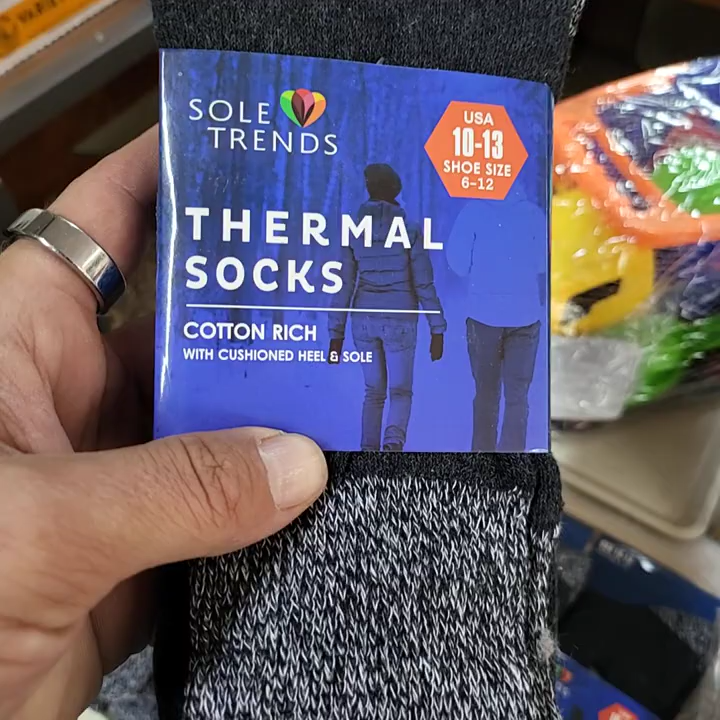 SOLE
TRENDS
USA
10-13
SHOE SIZE
6-12
THERMAL
SOCKS
COTTON RICH
WITH CUSHIONED HEEL & SOLE